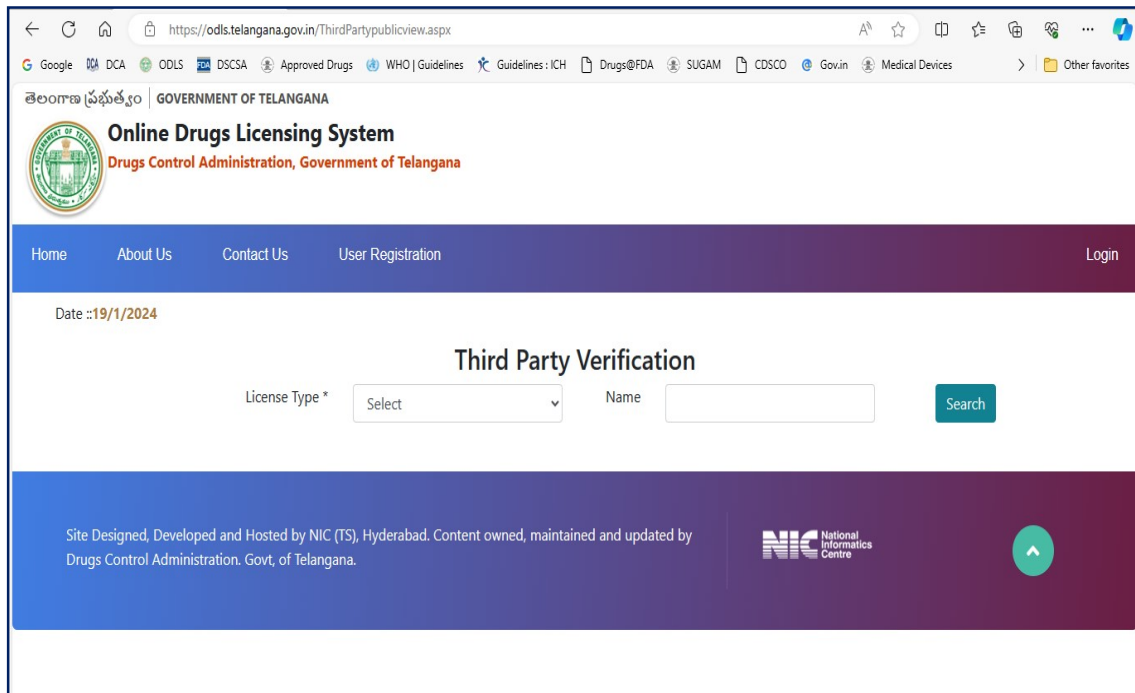 https://odls.telangana.gov.in/ThirdPartypublicview.aspx
Google DCA ODLS DSCSA Approved Drugs WHO | Guidelines Guidelines : ICH Drugs@FDA SUGAM CDSCO Gov.in Medical Devices Other favorites
తెలంగాణ ప్రభుత్వం GOVERNMENT OF TELANGANA
Online Drugs Licensing System
Drugs Control Administration, Government of Telangana
Home About Us Contact Us User Registration Login
Date ::19/1/2024
Third Party Verification
License Type * Select Name Search
Site Designed, Developed and Hosted by NIC (TS), Hyderabad. Content owned, maintained and updated by
Drugs Control Administration. Govt, of Telangana.
NIC National
Informatics
Centre